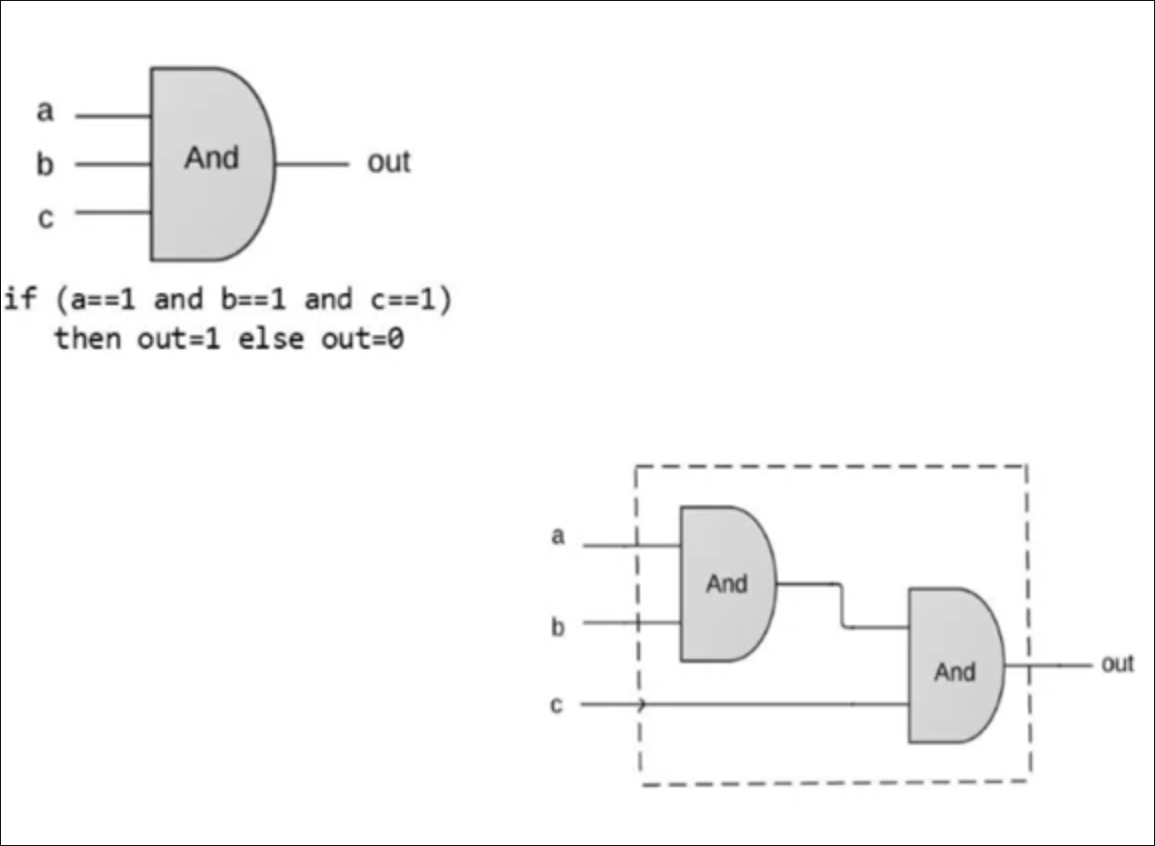 a
b
c
And
out
if (a==1 and b==1 and c==1)
then out=1 else out=0
a
b
c
And
And
out